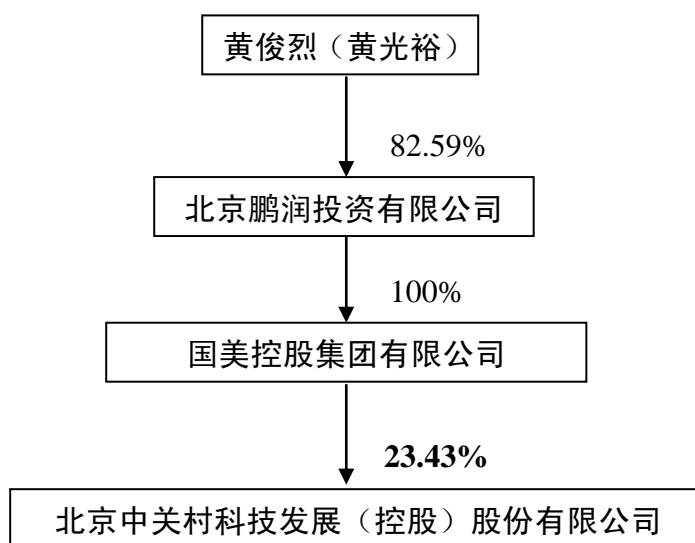 黄俊烈（黄光裕）
82.59%
北京鹏润投资有限公司
100%
国美控股集团有限公司
23.43%
北京中关村科技发展（控股）股份有限公司